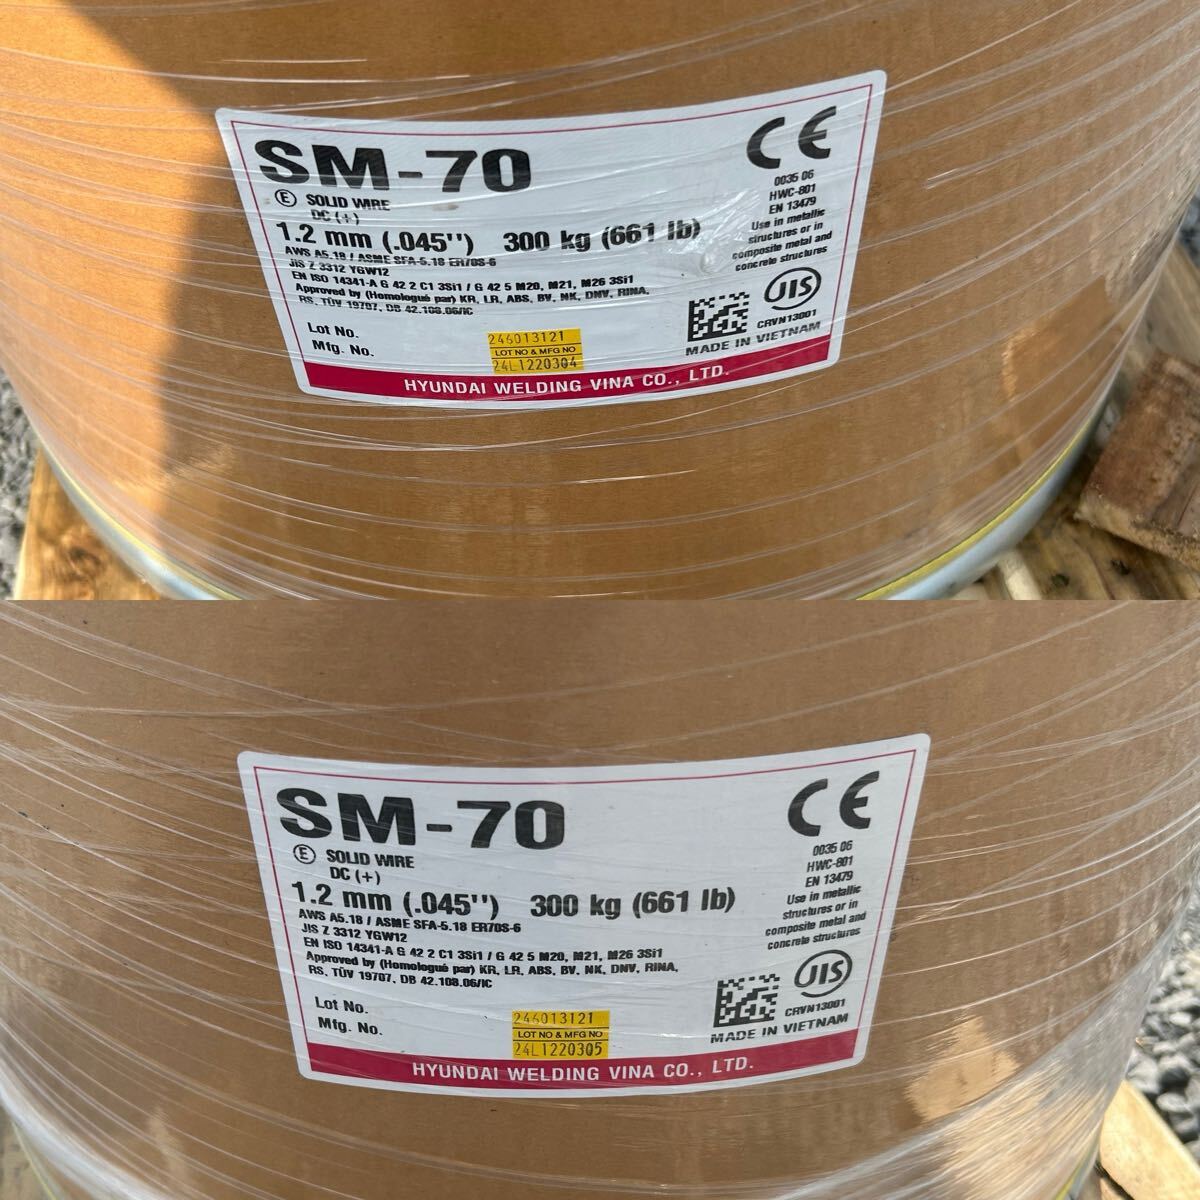 SM-70
E SOLID WIRE
DC (+)
1.2 mm (.045'') 300 kg (661 lb)
AWS A5.18 / ASME SFA-5.18 ER70S-6
JIS Z 3312 YGW12
EN ISO 14341-A G 42 2 C1 3Si1 / G 42 5 M20, M21, M26 3Si1
Approved by (Homologué par) KR, LR, ABS, BV, NK, DNV, RINA,
RS, TÜV 19707, DB 42.108.06/IC
Lot No.
Mfg. No.
246013121
LOT NO & MFG NO
24L1220304
CE
0035 06
HWC-801
EN 13479
Use in metallic
structures or in
composite metal and
concrete structures
JIS
CRVN13001
MADE IN VIETNAM
HYUNDAI WELDING VINA CO., LTD.
SM-70
E SOLID WIRE
DC (+)
1.2 mm (.045'') 300 kg (661 lb)
AWS A5.18 / ASME SFA-5.18 ER70S-6
JIS Z 3312 YGW12
EN ISO 14341-A G 42 2 C1 3Si1 / G 42 5 M20, M21, M26 3Si1
Approved by (Homologué par) KR, LR, ABS, BV, NK, DNV, RINA,
RS, TÜV 19707, DB 42.108.06/IC
Lot No.
Mfg. No.
246013121
LOT NO & MFG NO
24L1220305
CE
0035 06
HWC-801
EN 13479
Use in metallic
structures or in
composite metal and
concrete structures
JIS
CRVN13001
MADE IN VIETNAM
HYUNDAI WELDING VINA CO., LTD.